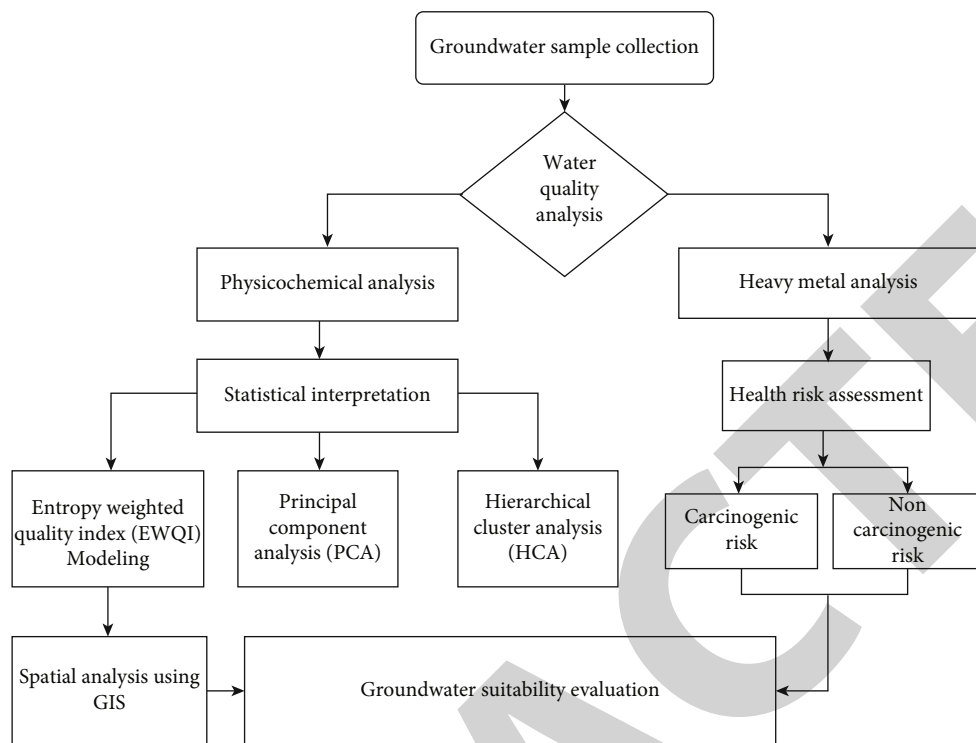 Groundwater sample collection
Water
quality
analysis
Physicochemical analysis
Heavy metal analysis
Statistical interpretation
Health risk assessment
Entropy weighted
quality index (EWQI)
Modeling
Principal
component
analysis (PCA)
Hierarchical
cluster analysis
(HCA)
Carcinogenic
risk
Non
carcinogenic
risk
Spatial analysis using
GIS
Groundwater suitability evaluation